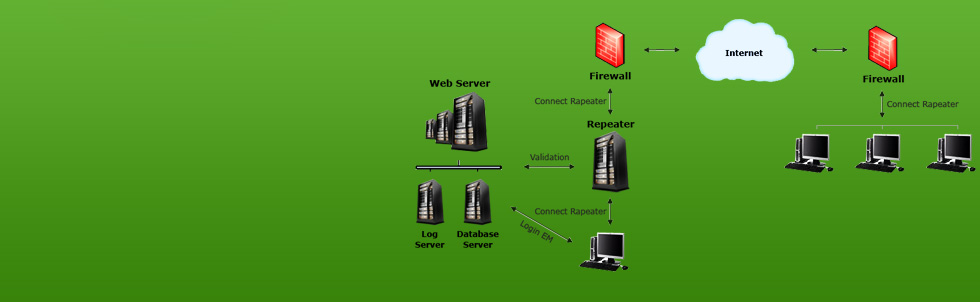 Internet
Firewall
Firewall
Web Server
Connect Rapeater
Connect Rapeater
Repeater
Validation
Connect Rapeater
Login EM
Log
Server
Database
Server